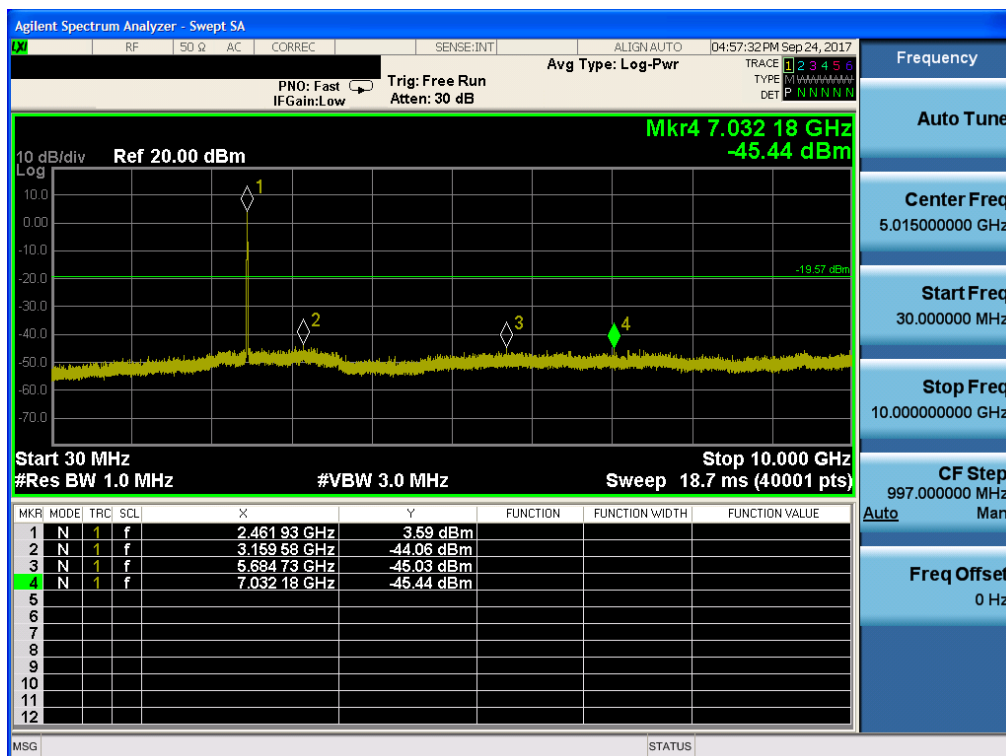 Agilent Spectrum Analyzer - Swept SA
LXI RF 50 Ω AC CORREC SENSE:INT ALIGN AUTO 04:57:32 PM Sep 24, 2017
PNO: Fast
IFGain:Low
Trig: Free Run
Atten: 30 dB
Avg Type: Log-Pwr
TRACE 1 2 3 4 5 6
TYPE M
DET P N N N N N
Mkr4 7.032 18 GHz
-45.44 dBm
10 dB/div Ref 20.00 dBm
Log
10.0
0.00
-10.0
-20.0
-30.0
-40.0
-50.0
-60.0
-70.0
1
2
3
4
-19.57 dBm
Start 30 MHz Stop 10.000 GHz
#Res BW 1.0 MHz #VBW 3.0 MHz Sweep 18.7 ms (40001 pts)
MKR MODE TRC SCL X Y FUNCTION FUNCTION WIDTH FUNCTION VALUE
1 N 1 f 2.461 93 GHz 3.59 dBm
2 N 1 f 3.159 58 GHz -44.06 dBm
3 N 1 f 5.684 73 GHz -45.03 dBm
4 N 1 f 7.032 18 GHz -45.44 dBm
5
6
7
8
9
10
11
12
MSG STATUS
Frequency
Auto Tune
Center Freq
5.015000000 GHz
Start Freq
30.000000 MHz
Stop Freq
10.000000000 GHz
CF Step
997.000000 MHz
Auto Man
Freq Offset
0 Hz